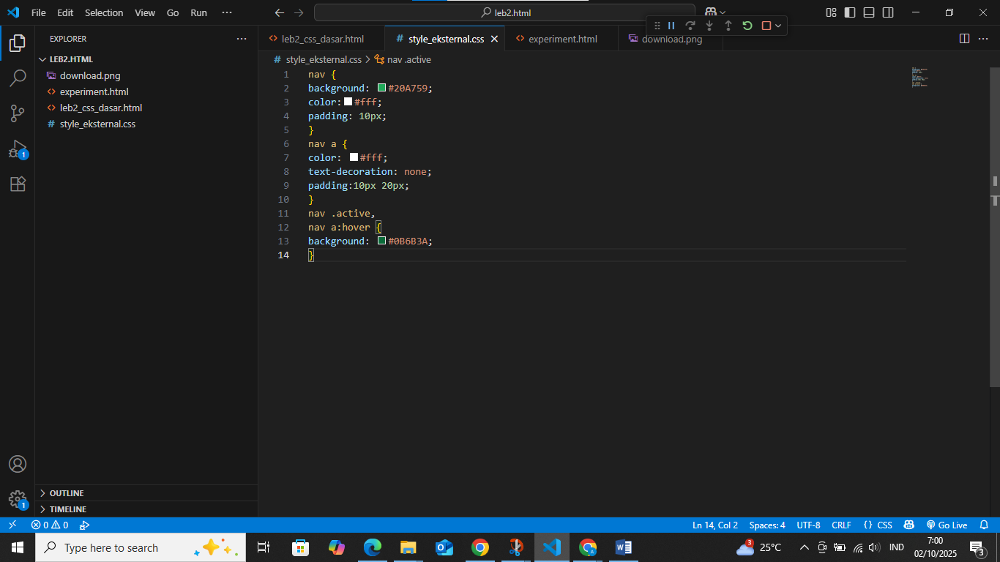 File Edit Selection View Go Run ···
leb2.html
EXPLORER ···
leb2_css_dasar.html
# style_eksternal.css
experiment.html
download.png
# style_eksternal.css > nav .active
LEB2.HTML
download.png
experiment.html
leb2_css_dasar.html
# style_eksternal.css
1 nav {
2 background: #20A759;
3 color: #fff;
4 padding: 10px;
5 }
6 nav a {
7 color: #fff;
8 text-decoration: none;
9 padding:10px 20px;
10 }
11 nav .active,
12 nav a:hover {
13 background: #0B6B3A;
14 }
1
1
OUTLINE
TIMELINE
0 0
Ln 14, Col 2 Spaces: 4 UTF-8 CRLF {} CSS Go Live
Type here to search
3 25°C IND
7:00
02/10/2025
3